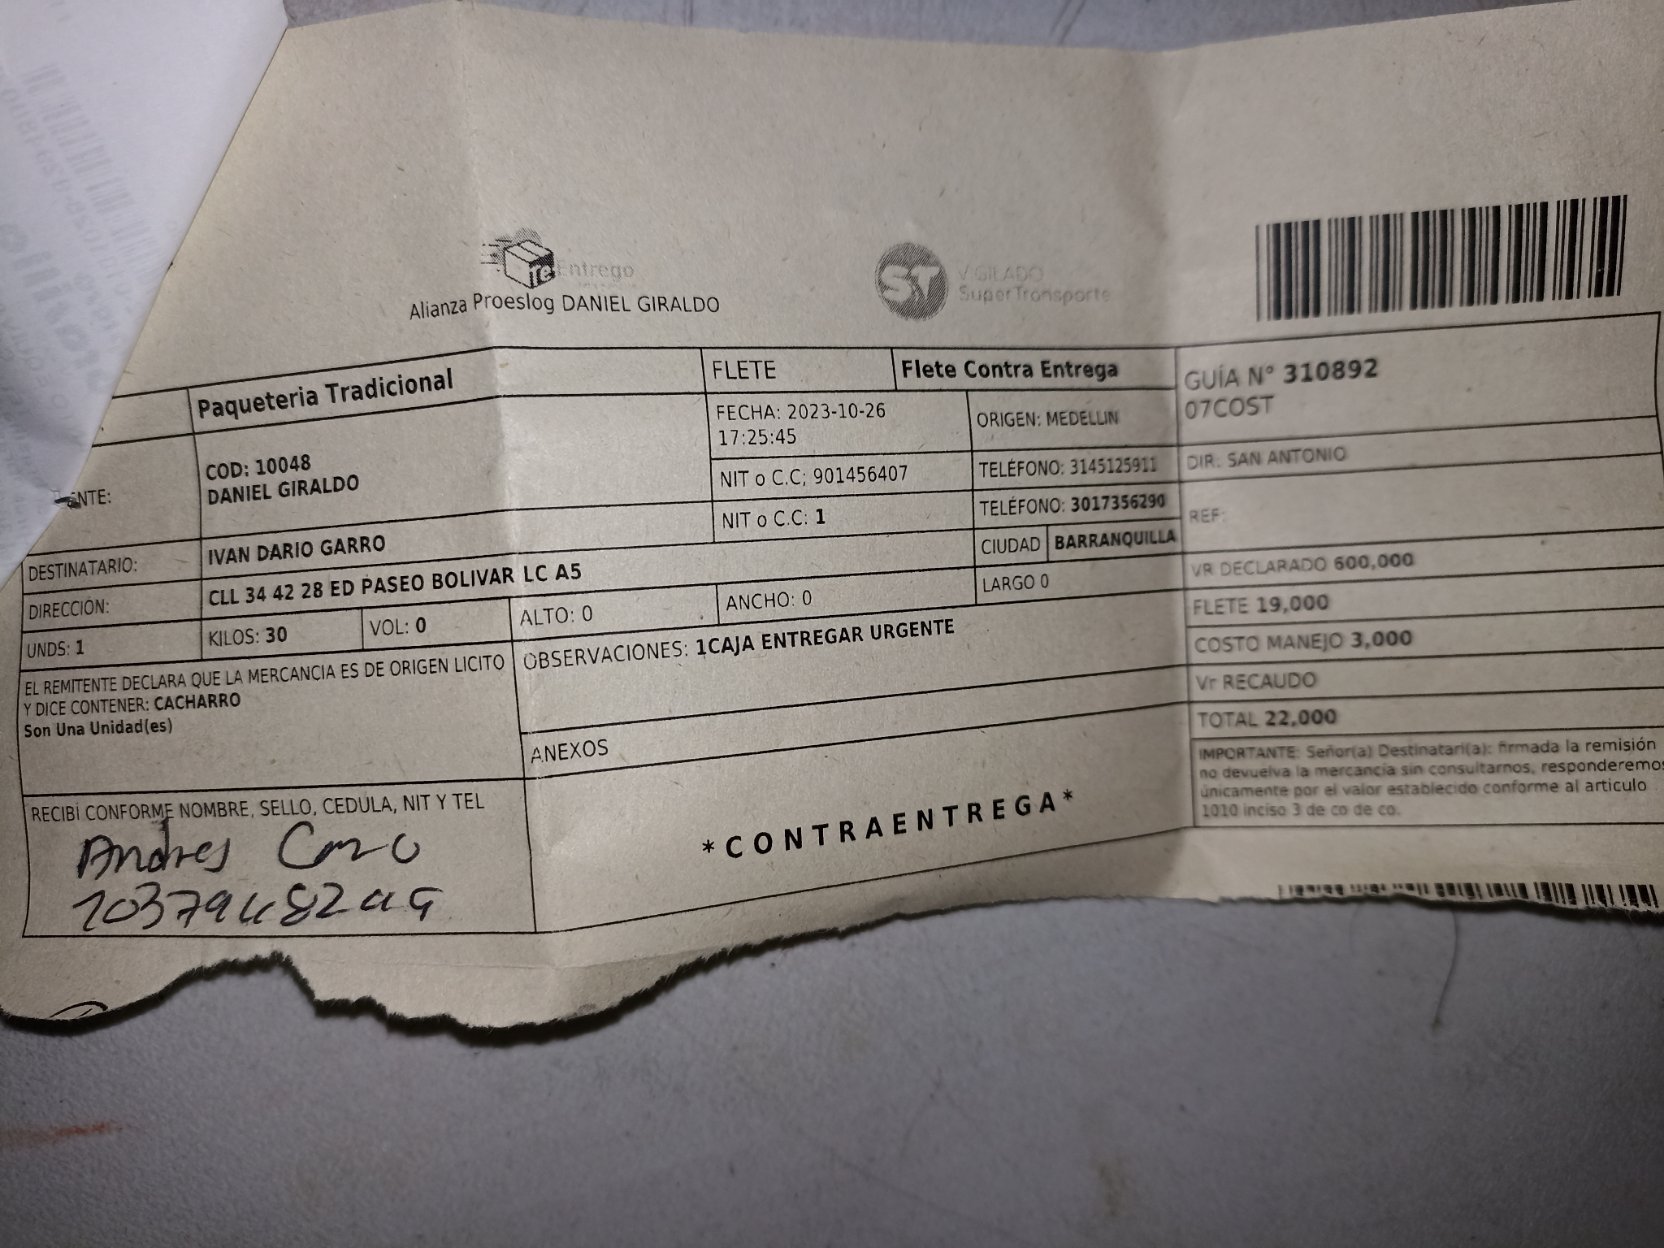 Te Entrego
Alianza Proeslog DANIEL GIRALDO
ST VIGILADO
SuperTransporte
Paqueteria Tradicional
FLETE
Flete Contra Entrega
GUÍA N° 310892
07COST
NTE:
COD: 10048
DANIEL GIRALDO
FECHA: 2023-10-26
17:25:45
ORIGEN: MEDELLIN
NIT o C.C; 901456407
TELÉFONO: 3145125911
DIR: SAN ANTONIO
DESTINATARIO:
IVAN DARIO GARRO
NIT o C.C: 1
TELÉFONO: 3017356290
REF:
DIRECCIÓN:
CLL 34 42 28 ED PASEO BOLIVAR LC A5
CIUDAD
BARRANQUILLA
VR DECLARADO 600,000
UNDS: 1
KILOS: 30
VOL: 0
ALTO: 0
ANCHO: 0
LARGO 0
FLETE 19,000
EL REMITENTE DECLARA QUE LA MERCANCIA ES DE ORIGEN LICITO
Y DICE CONTENER: CACHARRO
Son Una Unidad(es)
OBSERVACIONES: 1CAJA ENTREGAR URGENTE
COSTO MANEJO 3,000
Vr RECAUDO
TOTAL 22,000
ANEXOS
IMPORTANTE: Señor(a) Destinatari(a): firmada la remisión
no devuelva la mercancia sin consultarnos, responderemos
únicamente por el valor establecido conforme al articulo
1010 inciso 3 de co de co.
RECIBÍ CONFORME NOMBRE, SELLO, CEDULA, NIT Y TEL
Andres
*CONTRAENTREGA*